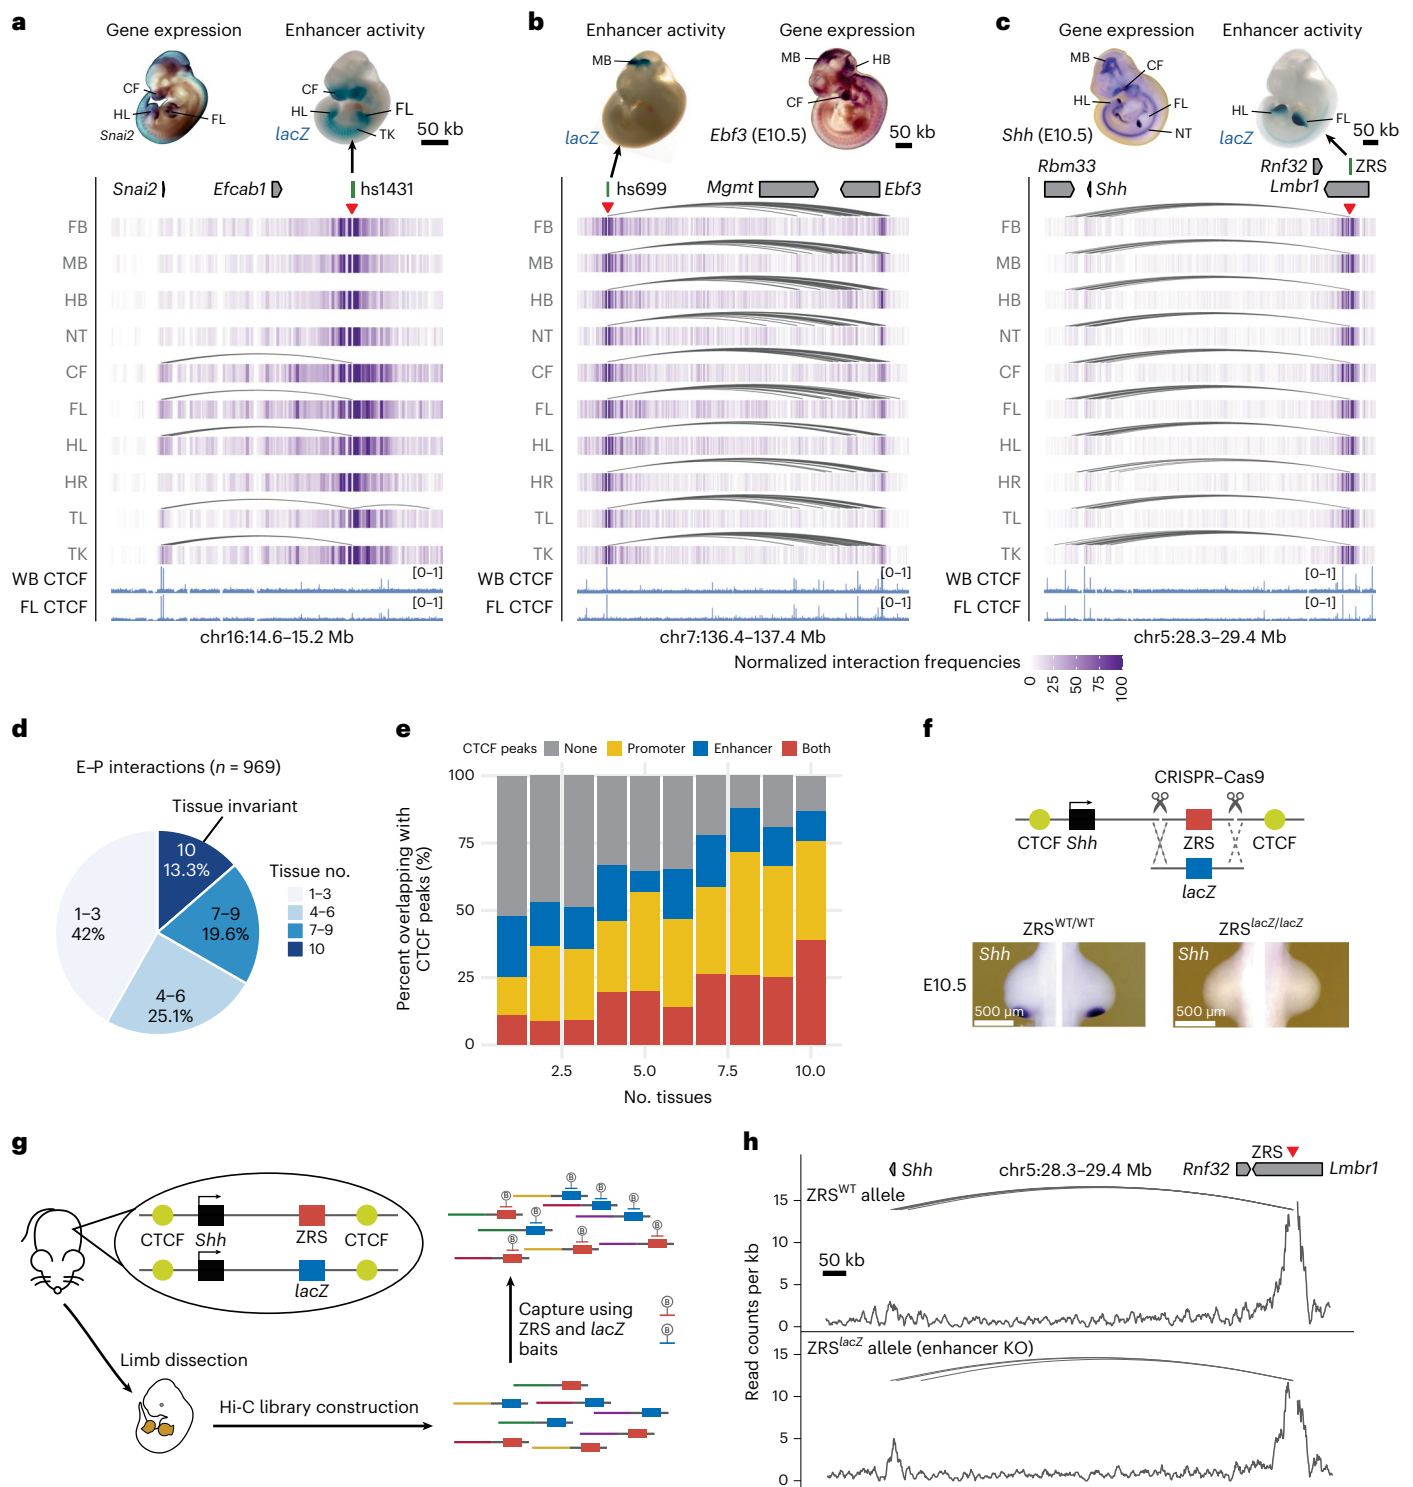 a
Gene expression
Enhancer activity
CF
HL
FL
Snai2
CF
HL
FL
TK
lacZ
50 kb
Snai2
Efcab1
hs1431
FB
MB
HB
NT
CF
FL
HL
HR
TL
TK
WB CTCF
[0–1]
FL CTCF
[0–1]
chr16:14.6–15.2 Mb
b
Enhancer activity
Gene expression
MB
lacZ
HB
CF
Ebf3 (E10.5)
50 kb
hs699
Mgmt
Ebf3
FB
MB
HB
NT
CF
FL
HL
HR
TL
TK
WB CTCF
[0–1]
FL CTCF
[0–1]
chr7:136.4–137.4 Mb
c
Gene expression
Enhancer activity
MB
CF
HL
FL
NT
Shh (E10.5)
HL
FL
lacZ
50 kb
Rbm33
Shh
Rnf32
ZRS
Lmbr1
FB
MB
HB
NT
CF
FL
HL
HR
TL
TK
WB CTCF
[0–1]
FL CTCF
[0–1]
chr5:28.3–29.4 Mb
Normalized interaction frequencies
0
25
50
75
100
d
E–P interactions (n = 969)
Tissue invariant
10
13.3%
7–9
19.6%
4–6
25.1%
1–3
42%
Tissue no.
1–3
4–6
7–9
10
e
CTCF peaks
None
Promoter
Enhancer
Both
Percent overlapping with
CTCF peaks (%)
100
75
50
25
0
2.5
5.0
7.5
10.0
No. tissues
f
CRISPR–Cas9
CTCF
Shh
ZRS
CTCF
lacZ
ZRSWT/WT
ZRSlacZ/lacZ
E10.5
Shh
500 µm
Shh
500 µm
g
CTCF
Shh
ZRS
CTCF
lacZ
Limb dissection
Hi-C library construction
Capture using
ZRS and lacZ
baits
B
B
B
B
B
B
B
B
B
B
h
ZRS
Shh
chr5:28.3–29.4 Mb
Rnf32
Lmbr1
Read counts per kb
ZRSWT allele
15
10
5
0
50 kb
ZRSlacZ allele (enhancer KO)
15
10
5
0